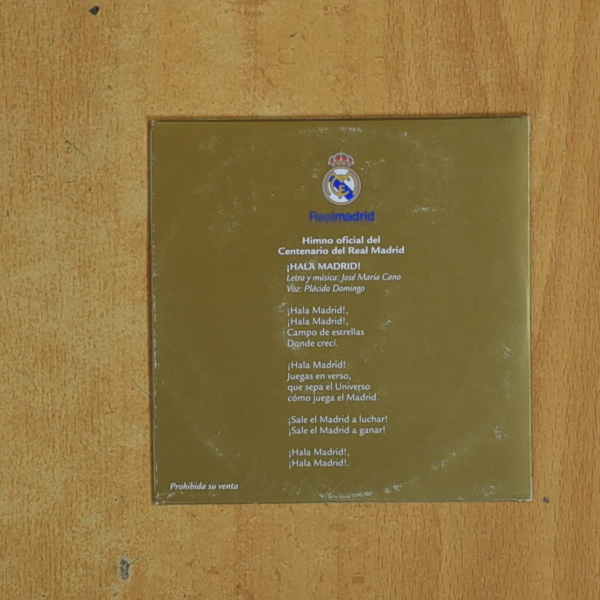 Realmadrid
Himno oficial del
Centenario del Real Madrid
¡HALA MADRID!
Letra y música: José María Cano
Voz: Plácido Domingo
¡Hala Madrid!,
¡Hala Madrid!,
Campo de estrellas
Donde crecí.
¡Hala Madrid!
Juegas en verso,
que sepa el Universo
cómo juega el Madrid.
¡Sale el Madrid a luchar!
¡Sale el Madrid a ganar!
¡Hala Madrid!,
¡Hala Madrid!.
Prohibida su venta